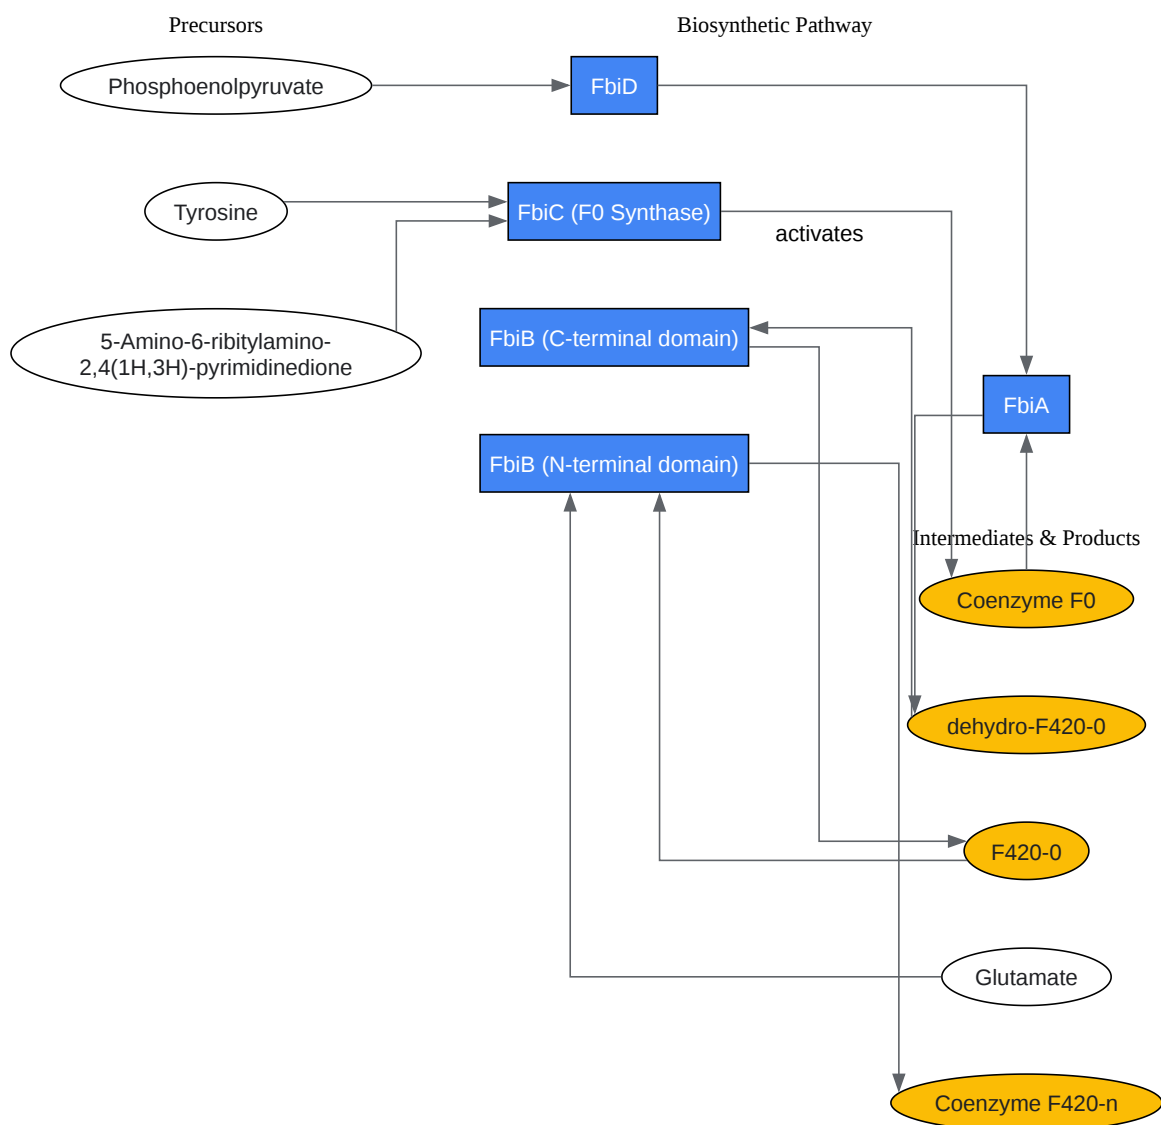 Precursors
Biosynthetic Pathway
Phosphoenolpyruvate
FbiD
Tyrosine
FbiC (F0 Synthase)
activates
5-Amino-6-ribitylamino-
2,4(1H,3H)-pyrimidinedione
FbiB (C-terminal domain)
FbiA
FbiB (N-terminal domain)
Intermediates & Products
Coenzyme F0
dehydro-F420-0
F420-0
Glutamate
Coenzyme F420-n